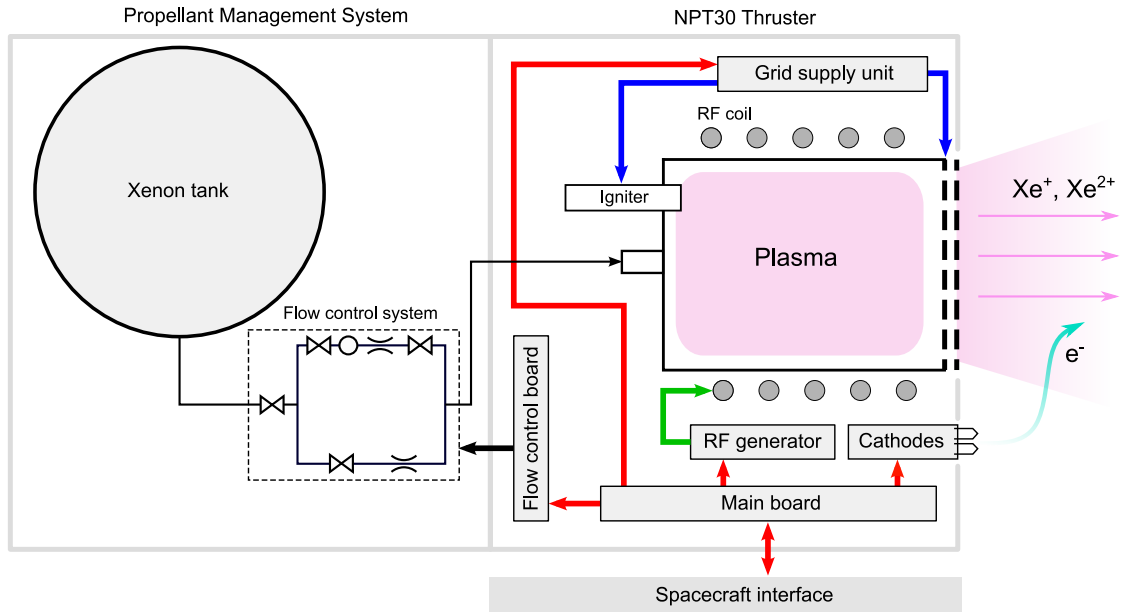 Propellant Management System
NPT30 Thruster
Grid supply unit
RF coil
Xenon tank
Igniter
Xe⁺, Xe²⁺
Plasma
Flow control system
e⁻
Flow control board
RF generator
Cathodes
Main board
Spacecraft interface